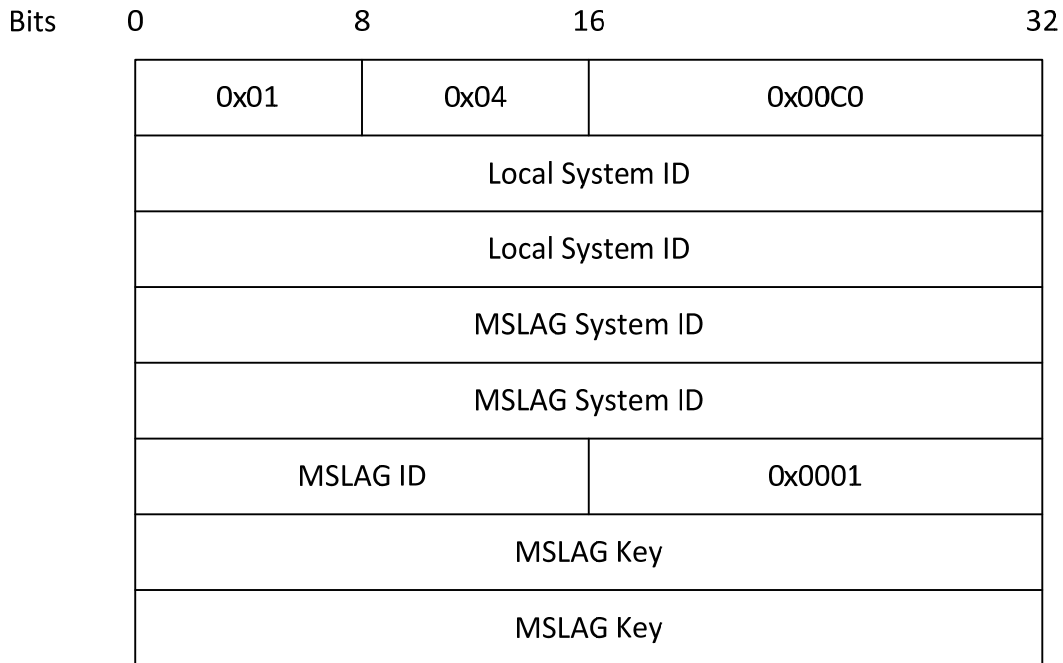 Bits 0 8 16 32
0x01 0x04 0x00C0
Local System ID
Local System ID
MSLAG System ID
MSLAG System ID
MSLAG ID 0x0001
MSLAG Key
MSLAG Key